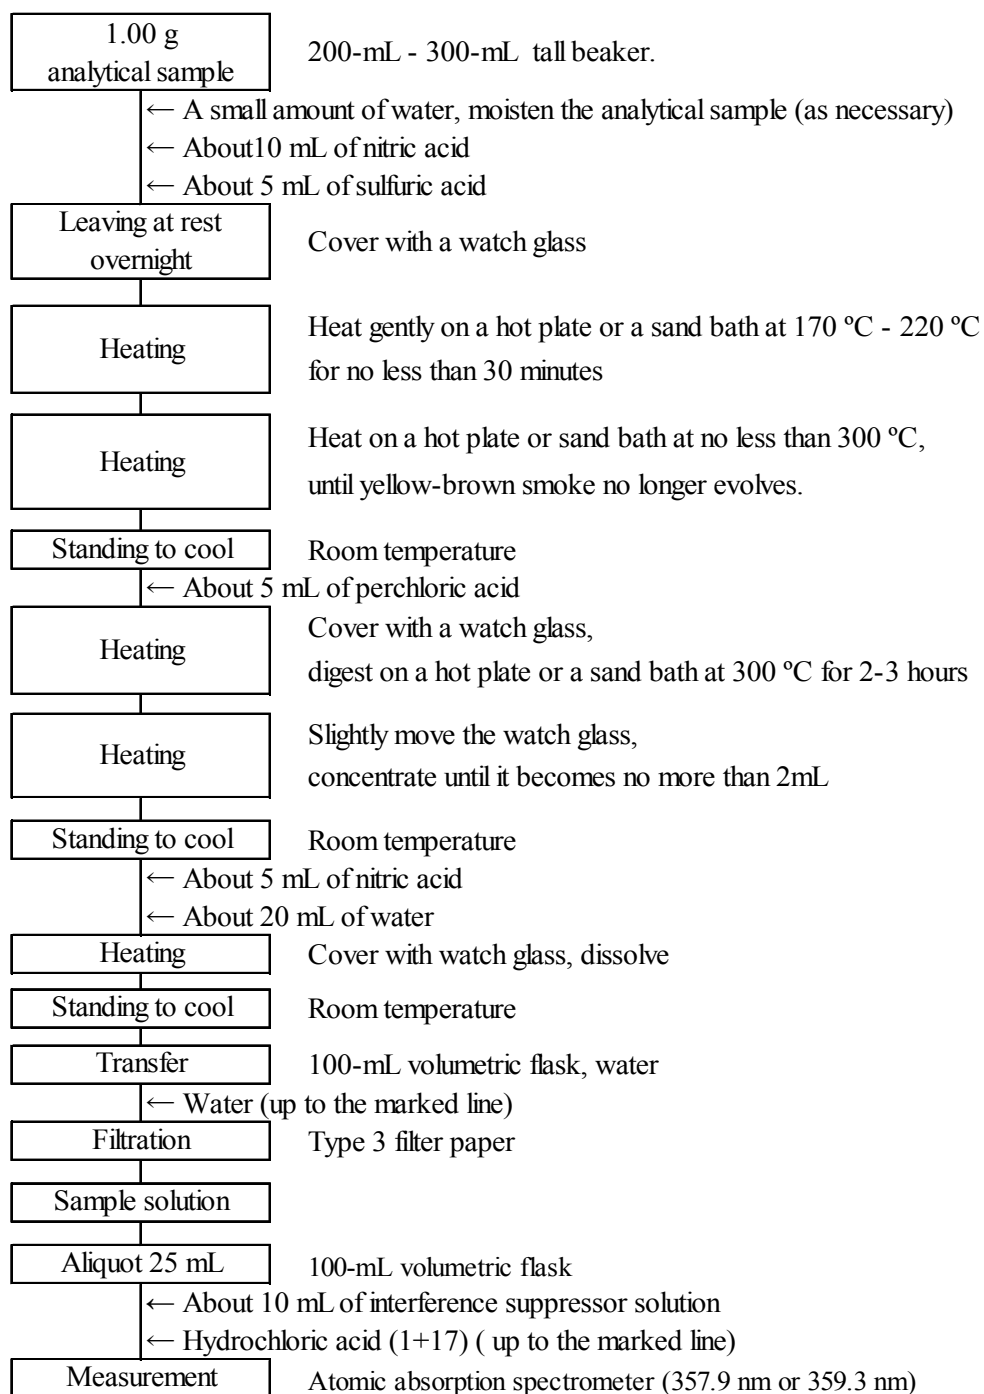 1.00 g
analytical sample
200-mL - 300-mL tall beaker.
← A small amount of water, moisten the analytical sample (as necessary)
← About10 mL of nitric acid
← About 5 mL of sulfuric acid
Leaving at rest
overnight
Cover with a watch glass
Heating
Heat gently on a hot plate or a sand bath at 170 ºC - 220 ºC
for no less than 30 minutes
Heating
Heat on a hot plate or sand bath at no less than 300 ºC,
until yellow-brown smoke no longer evolves.
Standing to cool
Room temperature
← About 5 mL of perchloric acid
Heating
Cover with a watch glass,
digest on a hot plate or a sand bath at 300 ºC for 2-3 hours
Heating
Slightly move the watch glass,
concentrate until it becomes no more than 2mL
Standing to cool
Room temperature
← About 5 mL of nitric acid
← About 20 mL of water
Heating
Cover with watch glass, dissolve
Standing to cool
Room temperature
Transfer
100-mL volumetric flask, water
← Water (up to the marked line)
Filtration
Type 3 filter paper
Sample solution
Aliquot 25 mL
100-mL volumetric flask
← About 10 mL of interference suppressor solution
← Hydrochloric acid (1+17) ( up to the marked line)
Measurement
Atomic absorption spectrometer (357.9 nm or 359.3 nm)